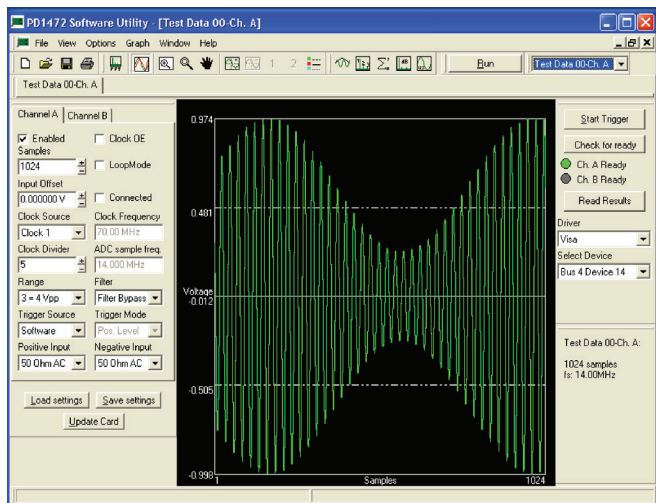 PD1472 Software Utility - [Test Data 00-Ch. A]
File View Options Graph Window Help
1 2 Run Test Data 00-Ch. A
Test Data 00-Ch. A
Channel A Channel B
Enabled Clock OE
Samples
1024 LoopMode
Input Offset
0.000000 V Connected
Clock Source Clock Frequency
Clock 1 70.00 MHz
Clock Divider ADC sample freq.
5 14.000 MHz
Range Filter
3 = 4 Vpp Filter Bypass
Trigger Source Trigger Mode
Software Pos. Level
Positive Input Negative Input
50 Ohm AC 50 Ohm AC
Load settings Save settings
Update Card
0.974
0.481
Voltage
-0.012
-0.505
-0.998
1 Samples 1024
Start Trigger
Check for ready
Ch. A Ready
Ch. B Ready
Read Results
Driver
Visa
Select Device
Bus 4 Device 14
Test Data 00-Ch. A:
1024 samples
fs: 14.00MHz